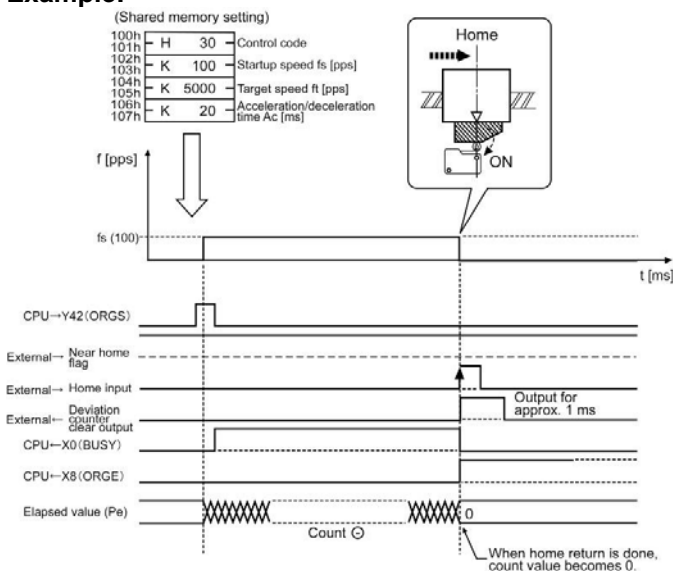 Example:
(Shared memory setting)
100h
101h
H 30 Control code
102h
103h
K 100 Startup speed fs [pps]
104h
105h
K 5000 Target speed ft [pps]
106h
107h
K 20 Acceleration/deceleration
time Ac [ms]
Home
ON
f [pps]
fs (100)
t [ms]
CPU→Y42(ORGS)
External→ Near home
flag
External→ Home input
Output for
approx. 1 ms
External← Deviation
counter
clear output
CPU←X0(BUSY)
CPU←X8(ORGE)
Elapsed value (Pe)
0
Count ⊖
When home return is done,
count value becomes 0.